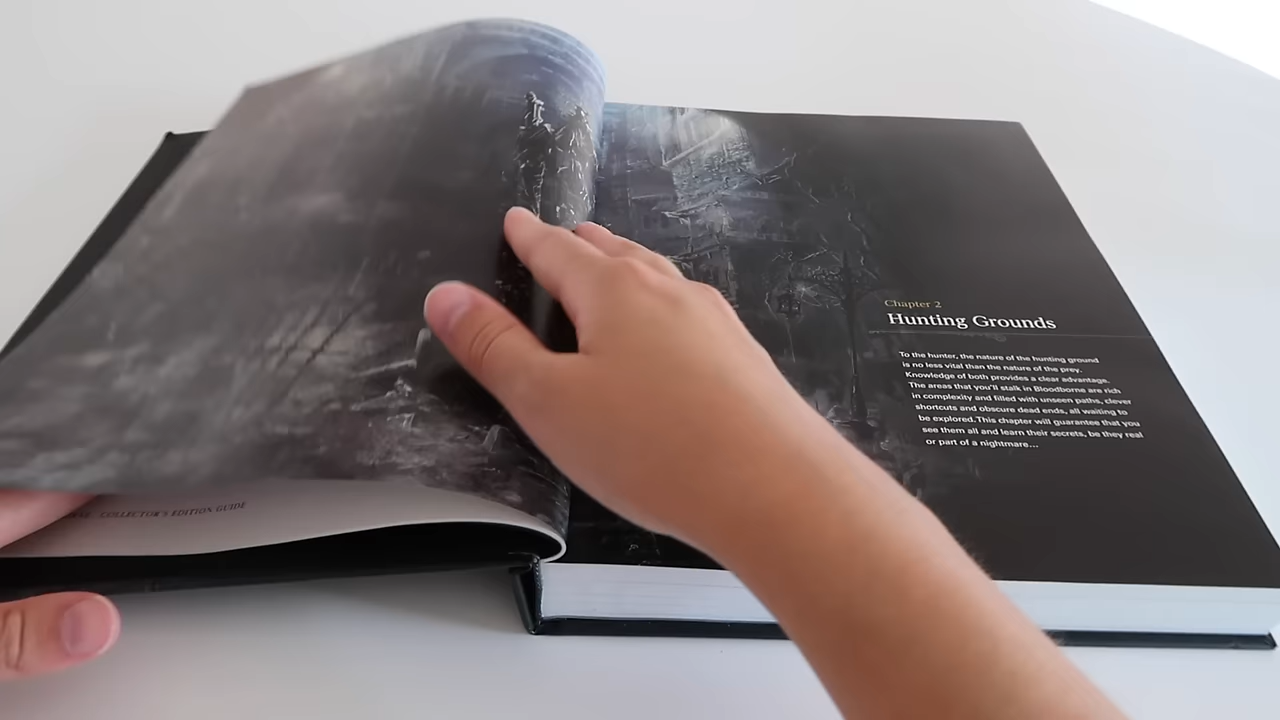 COLLECTOR'S EDITION GUIDE
Chapter 2
Hunting Grounds
To the hunter, the nature of the hunting ground
is no less vital than the nature of the prey.
Knowledge of both provides a clear advantage.
The areas that you'll stalk in Bloodborne are rich
in complexity and filled with unseen paths, clever
shortcuts and obscure dead ends, all waiting to
be explored. This chapter will guarantee that you
see them all and learn their secrets, be they real
or part of a nightmare...